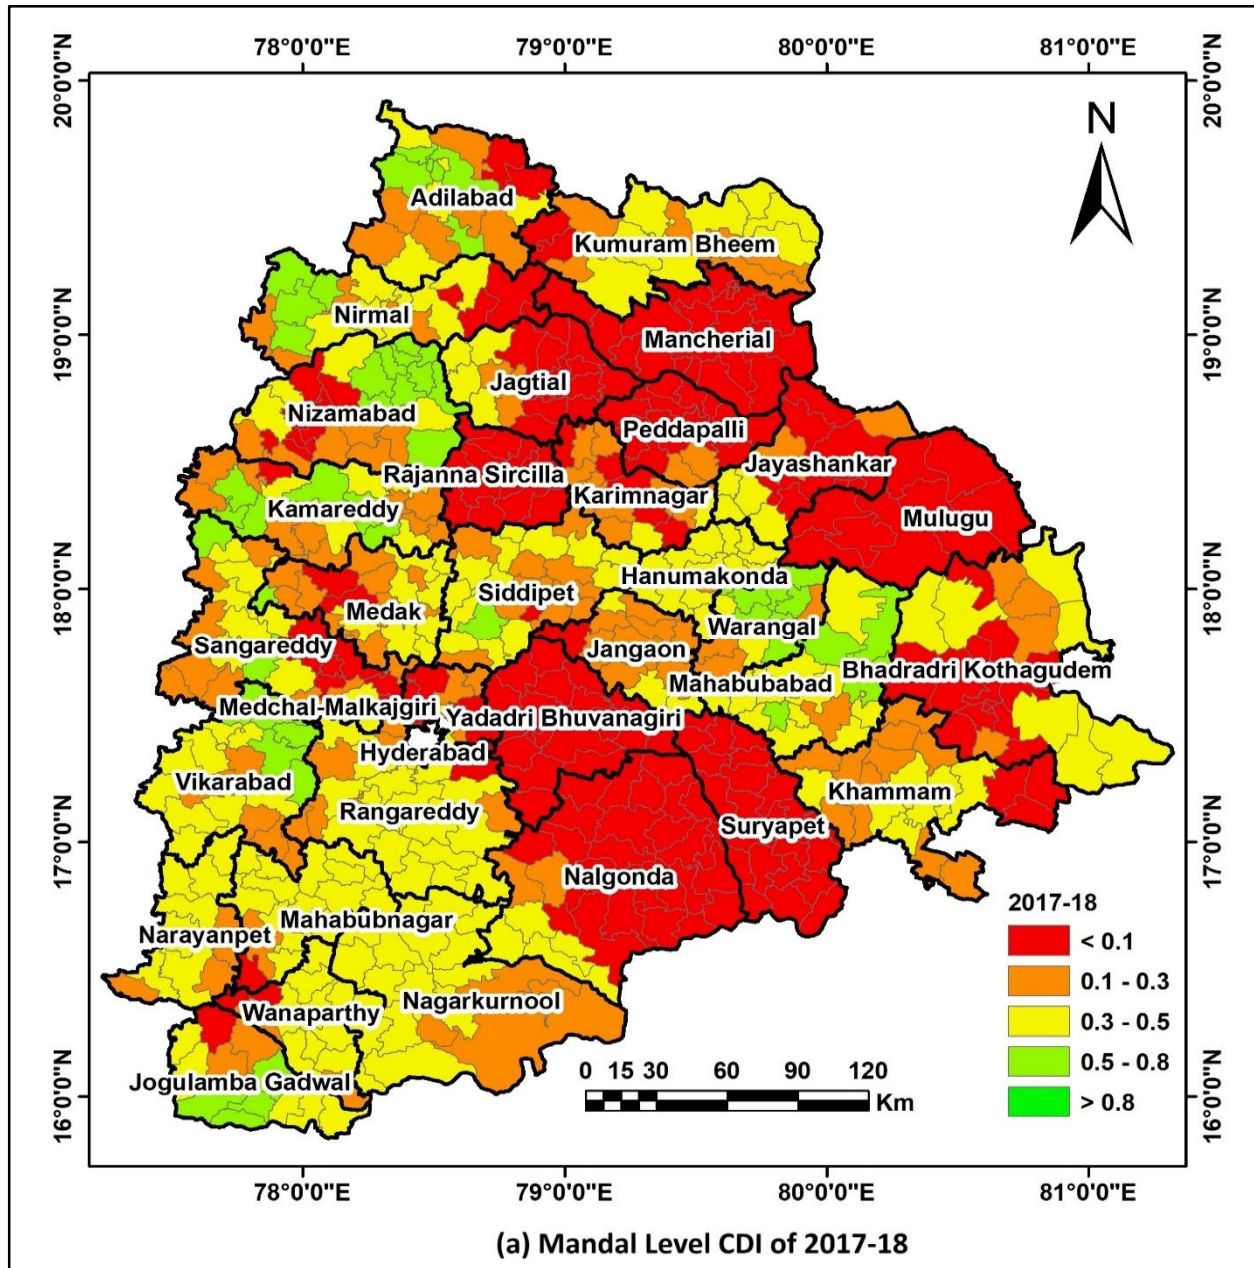 78°0'0"N 79°0'0"N 80°0'0"N 81°0'0"N
20°0'0"N
20°0'0"N
N
Adilabad
Kumuram Bheem
Nirmal
19°0'0"N
19°0'0"N
Mancherial
Jagtial
Nizamabad
Peddapalli
Jayashankar
Rajanna Sircilla
Karimnagar
Kamareddy
Mulugu
18°0'0"N
18°0'0"N
Hanumakonda
Siddipet
Medak
Warangal
Sangareddy
Jangaon
Bhadradri Kothagudem
Mahabubabad
Medchal-Malkajgiri
Yadadri Bhuvanagiri
Hyderabad
Vikarabad
Khammam
Rangareddy
Suryapet
17°0'0"N
17°0'0"N
Nalgonda
Mahabubnagar
Narayanpet
Nagarkurnool
Wanaparthy
Jogulamba Gadwal
16°0'0"N
16°0'0"N
2017-18
< 0.1
0.1 - 0.3
0.3 - 0.5
0.5 - 0.8
> 0.8
0 15 30 60 90 120
Km
78°0'0"N 79°0'0"N 80°0'0"N 81°0'0"N
(a) Mandal Level CDI of 2017-18